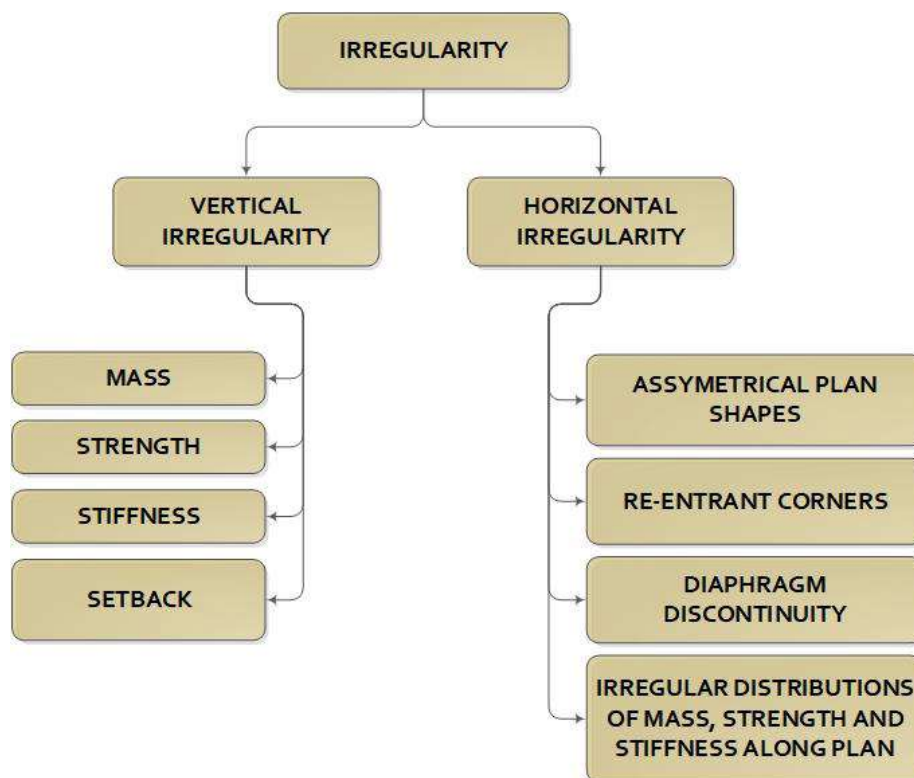 IRREGULARITY
VERTICAL
IRREGULARITY
HORIZONTAL
IRREGULARITY
MASS
STRENGTH
STIFFNESS
SETBACK
ASSYMETRICAL PLAN
SHAPES
RE-ENTRANT CORNERS
DIAPHRAGM
DISCONTINUITY
IRREGULAR DISTRIBUTIONS
OF MASS, STRENGTH AND
STIFFNESS ALONG PLAN